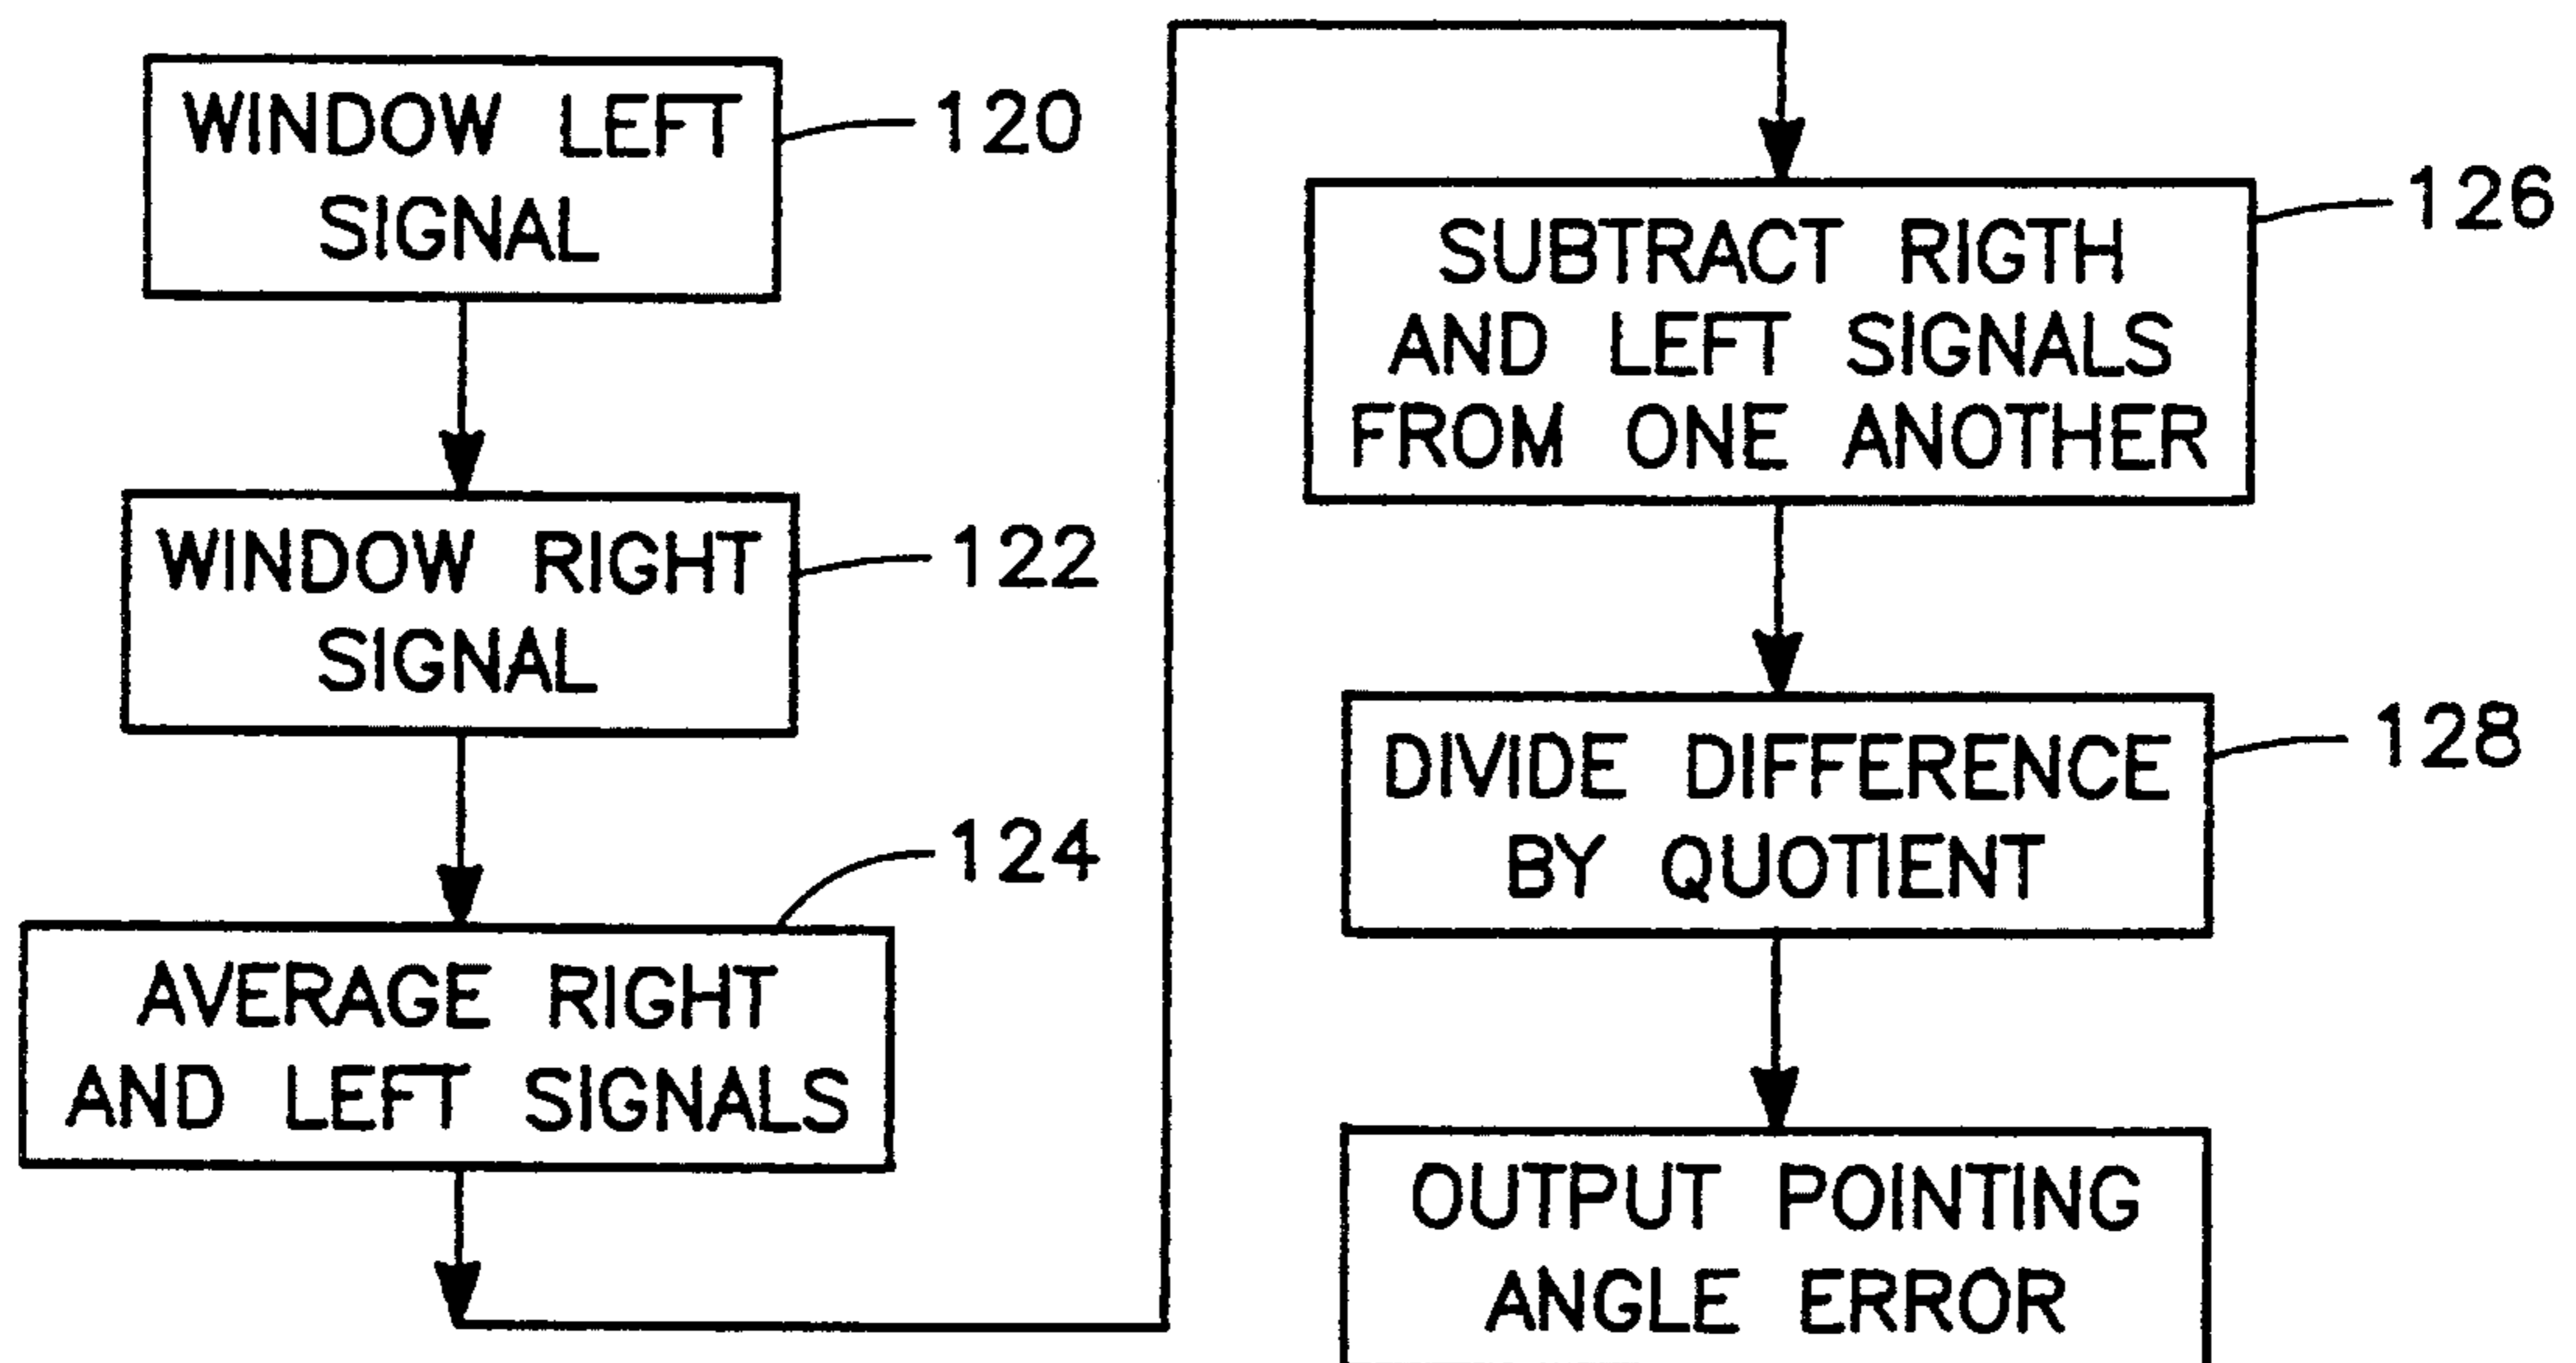 WINDOW LEFT
SIGNAL
120
WINDOW RIGHT
SIGNAL
122
124
AVERAGE RIGHT
AND LEFT SIGNALS
126
SUBTRACT RIGTH
AND LEFT SIGNALS
FROM ONE ANOTHER
DIVIDE DIFFERENCE
BY QUOTIENT
128
OUTPUT POINTING
ANGLE ERROR